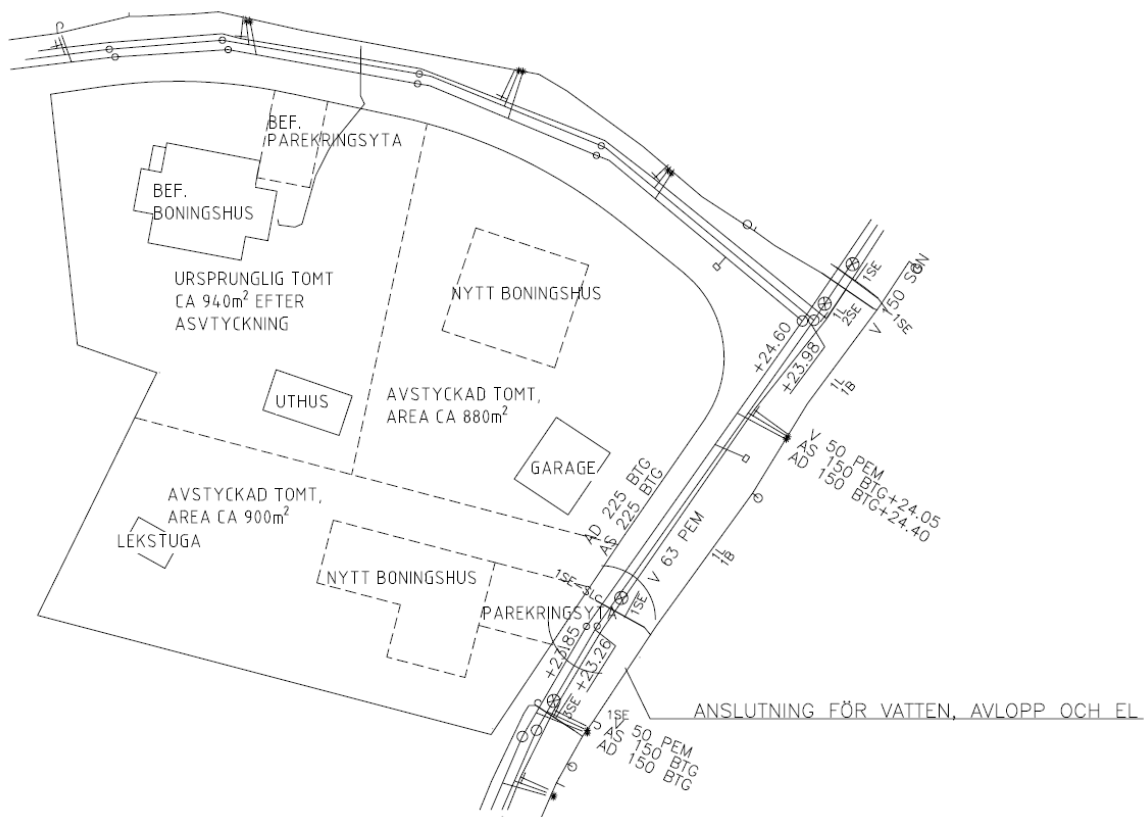 BEF.
PAREKRINGSYTA
BEF.
BONINGSHUS
URSPRUNGLIG TOMT
CA 940m² EFTER
ASVTYCKNING
NYTT BONINGSHUS
UTHUS
AVSTYCKAD TOMT,
AREA CA 880m²
GARAGE
AVSTYCKAD TOMT,
AREA CA 900m²
LEKSTUGA
NYTT BONINGSHUS
PAREKRINGSYTA
1SE
1L
2SE
V 150 SGN
1SE
+24.60
+23.98
1L
1B
V 50 PEM
AS 150 BTG+24.05
AD 150 BTG+24.40
AD 225 BTG
AS 225 BTG
V 63 PEM
1L
1B
1SE
+23.85
+23.26
3SE
1SE
V 50 PEM
AS 150 BTG
AD 150 BTG
ANSLUTNING FÖR VATTEN, AVLOPP OCH EL